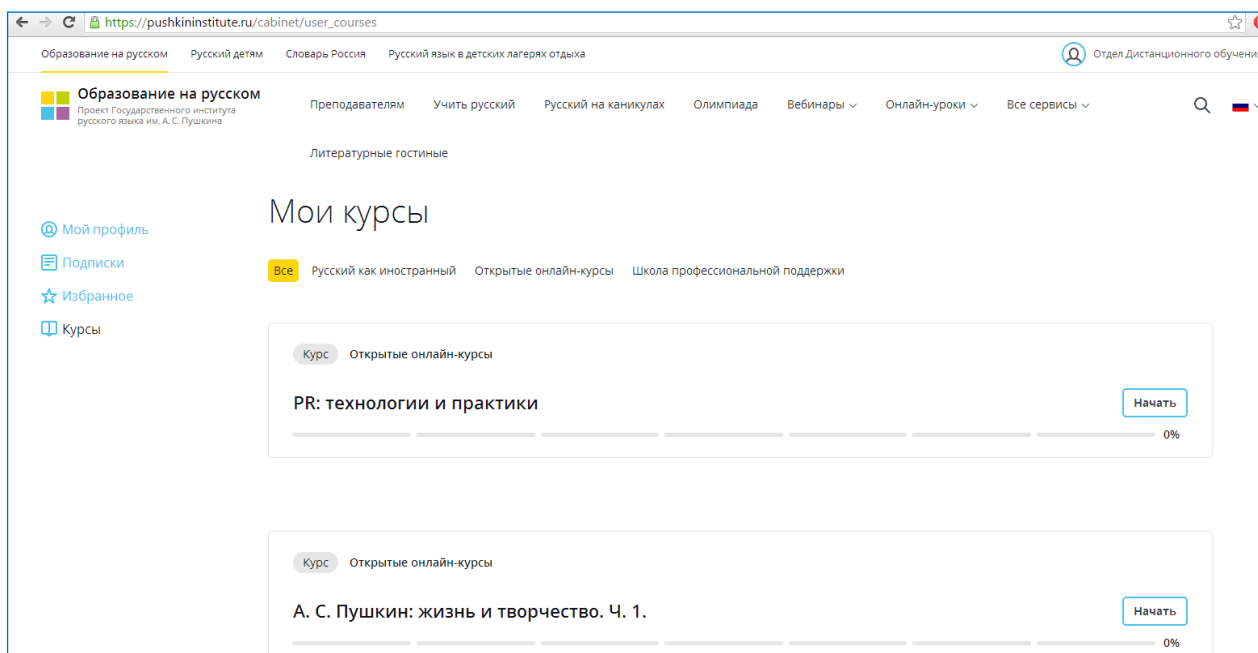 https://pushkininstitute.ru/cabinet/user_courses
Образование на русском Русский детям Словарь Россия Русский язык в детских лагерях отдыха Отдел Дистанционного
Образование на русском
Проект Государственного института
русского языка им. А. С. Пушкина
Преподавателям Учить русский Русский на каникулах Олимпиада Вебинары Онлайн-уроки Все сервисы
Литературные гостиные
Мои курсы
Мой профиль
Подписки
Избранное
Курсы
Все Русский как иностранный Открытые онлайн-курсы Школа профессиональной поддержки
Курс Открытые онлайн-курсы
PR: технологии и практики Начать
0%
Курс Открытые онлайн-курсы
А. С. Пушкин: жизнь и творчество. Ч. 1. Начать
0%